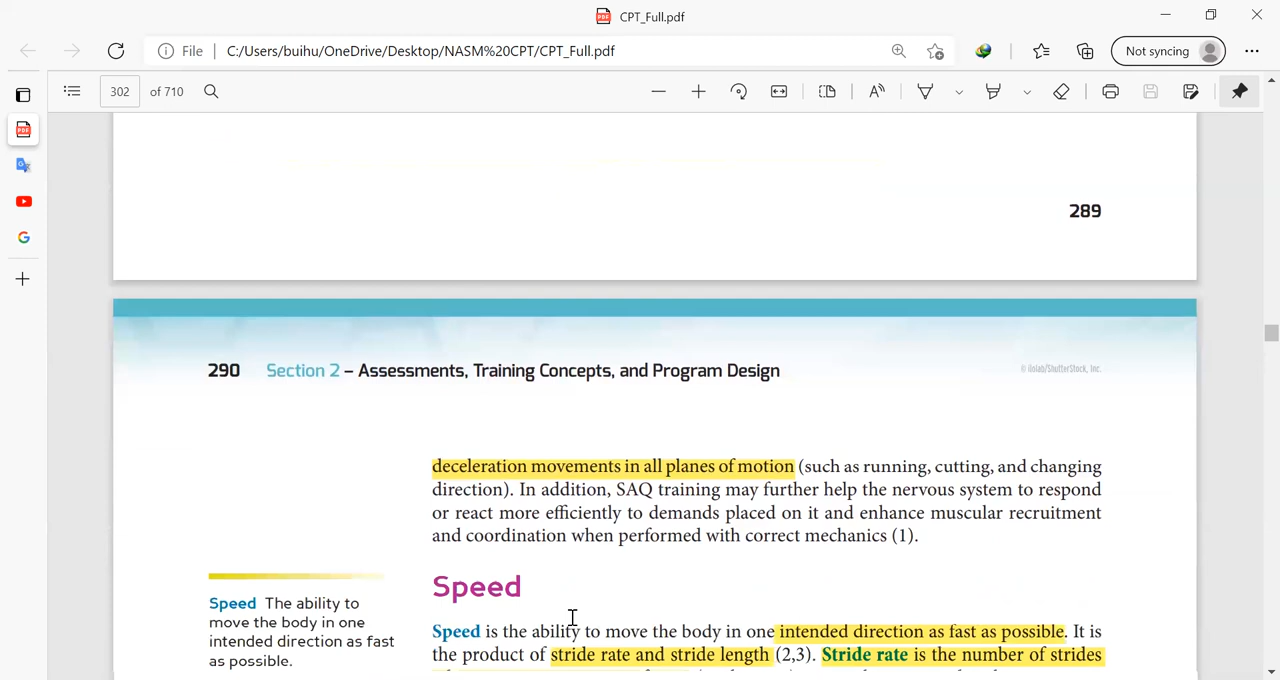 CPT_Full.pdf
File
C:/Users/buihu/OneDrive/Desktop/NASM%20CPT/CPT_Full.pdf
Not syncing
302 of 710
289
290 Section 2 – Assessments, Training Concepts, and Program Design
© ilolab/ShutterStock, Inc.
deceleration movements in all planes of motion (such as running, cutting, and changing
direction). In addition, SAQ training may further help the nervous system to respond
or react more efficiently to demands placed on it and enhance muscular recruitment
and coordination when performed with correct mechanics (1).
Speed
Speed The ability to
move the body in one
intended direction as fast
as possible.
Speed is the ability to move the body in one intended direction as fast as possible. It is
the product of stride rate and stride length (2,3). Stride rate is the number of strides